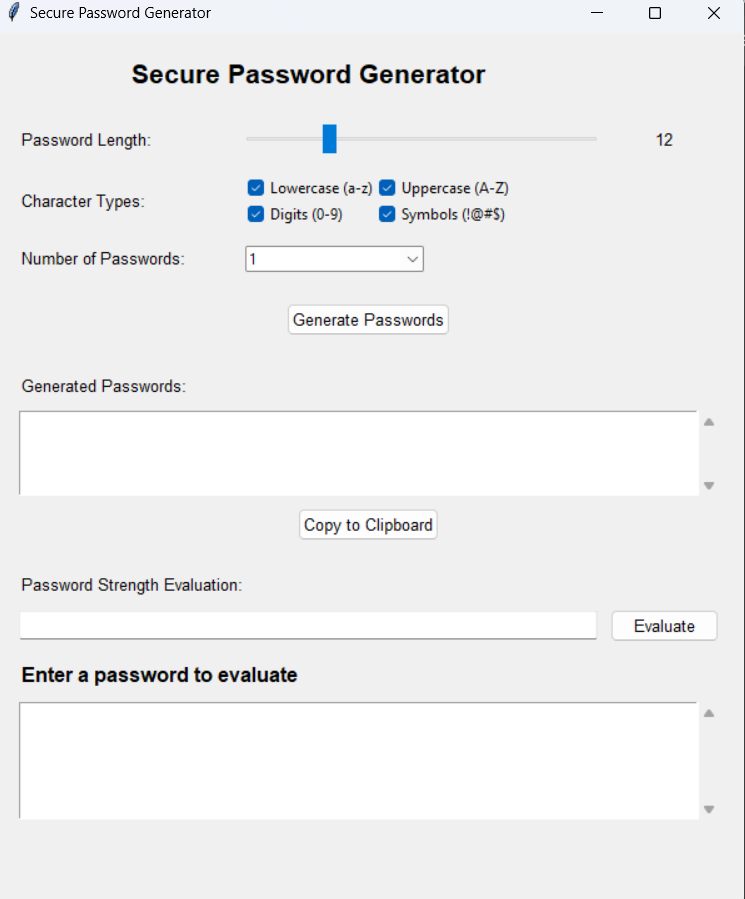 Secure Password Generator
Secure Password Generator
Password Length: 12
Character Types:
Lowercase (a-z) Uppercase (A-Z)
Digits (0-9) Symbols (!@#$)
Number of Passwords: 1
Generate Passwords
Generated Passwords:
Copy to Clipboard
Password Strength Evaluation:
Evaluate
Enter a password to evaluate